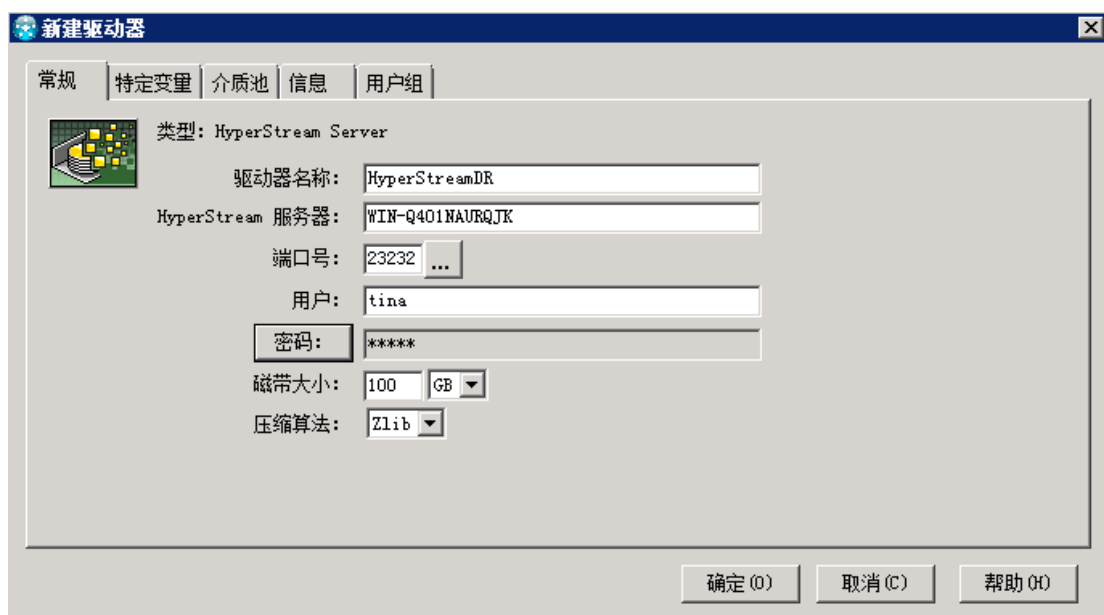 新建驱动器
常规 特定变量 介质池 信息 用户组
类型: HyperStream Server
驱动器名称: HyperStreamDR
HyperStream 服务器: WIN-Q4O1NAURQJK
端口号: 23232 ...
用户: tina
密码: *****
磁带大小: 100 GB
压缩算法: Zlib
确定(O) 取消(C) 帮助(H)